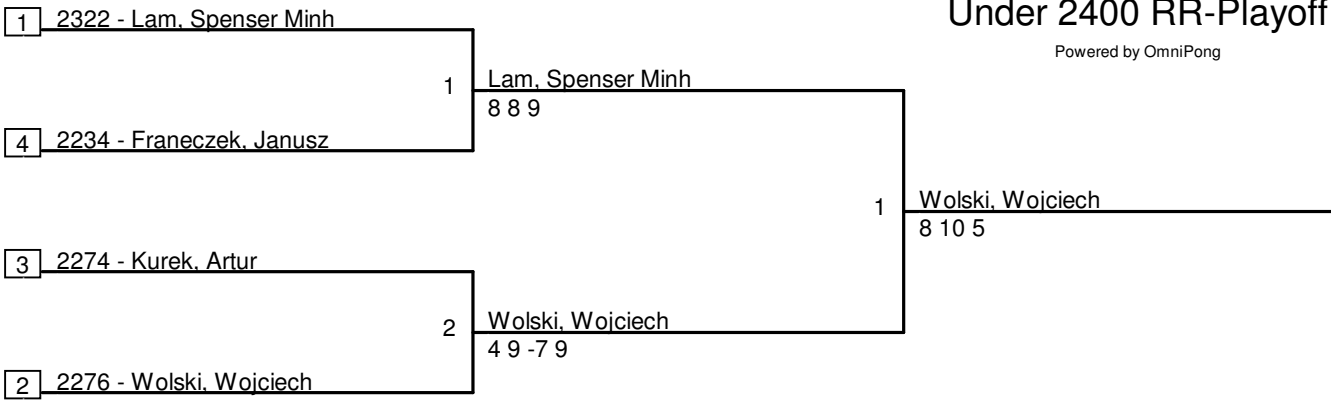 Under 2400 RR-Playoff
Powered by OmniPong
1 2322 - Lam, Spenser Minh
1 Lam, Spenser Minh
8 8 9
4 2234 - Franeczek, Janusz
1 Wolski, Wojciech
8 10 5
3 2274 - Kurek, Artur
2 Wolski, Wojciech
4 9 -7 9
2 2276 - Wolski, Wojciech